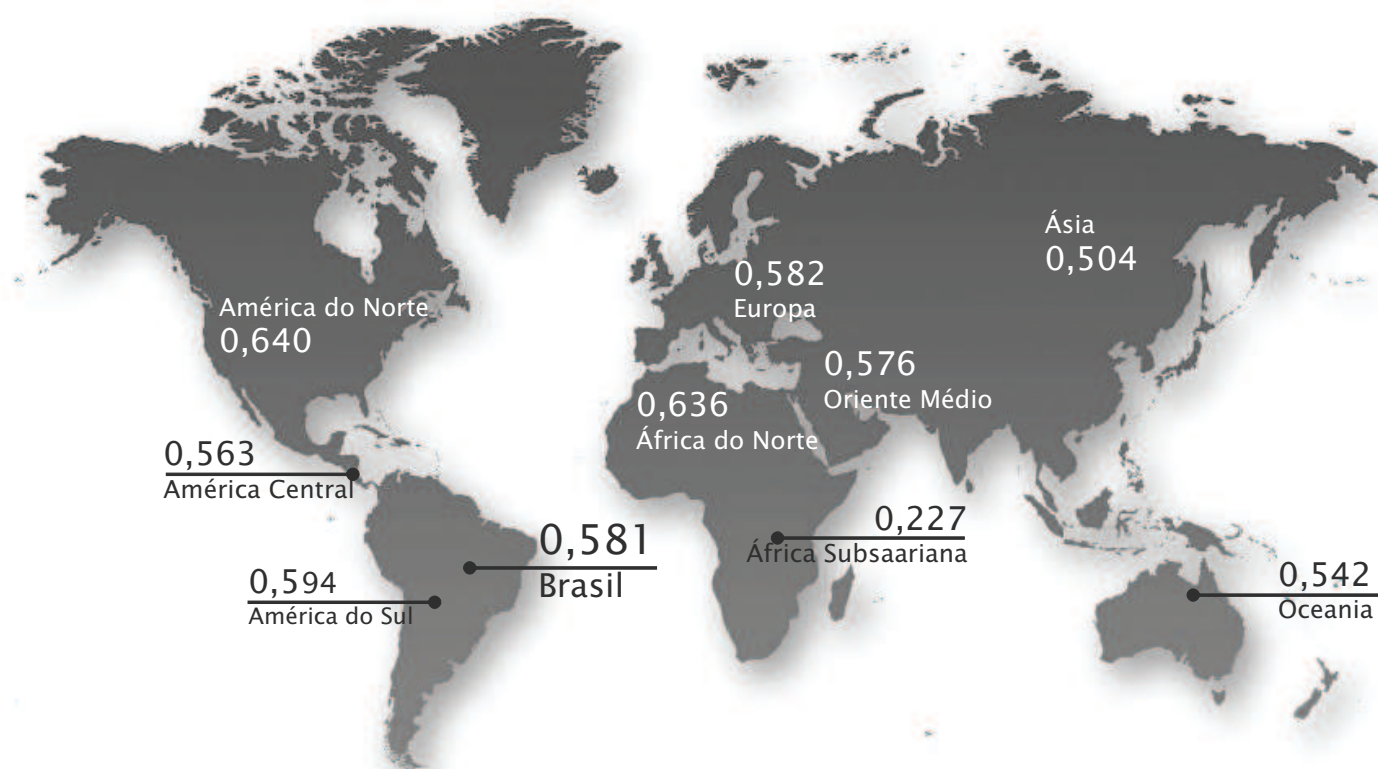 Ásia
0,504
0,582
Europa
América do Norte
0,640
0,576
Oriente Médio
0,636
África do Norte
0,563
América Central
0,227
África Subsaariana
0,581
Brasil
0,594
América do Sul
0,542
Oceania